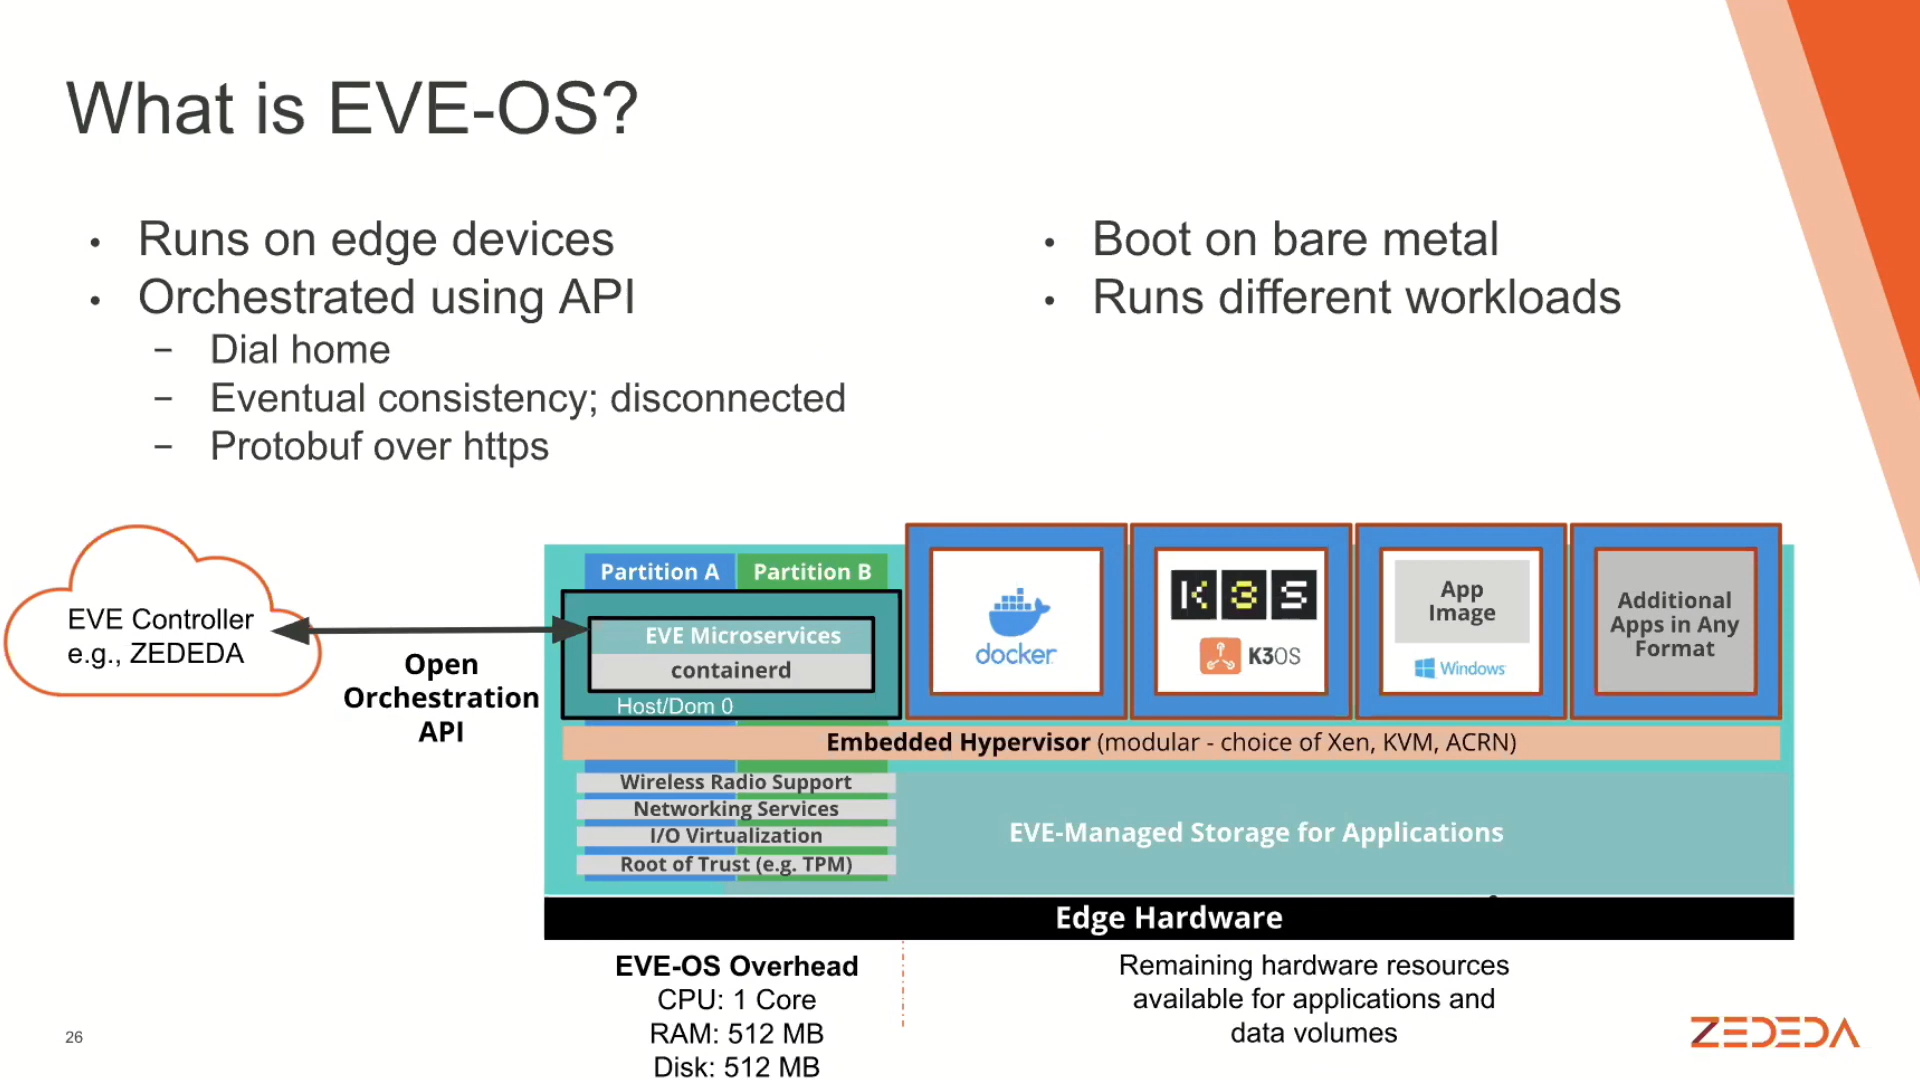 What is EVE-OS?
• Runs on edge devices
• Orchestrated using API
– Dial home
– Eventual consistency; disconnected
– Protobuf over https
• Boot on bare metal
• Runs different workloads
EVE Controller
e.g., ZEDEDA
Open
Orchestration
API
Partition A
Partition B
EVE Microservices
containerd
Host/Dom 0
docker
K3S
K3OS
App
Image
Windows
Additional
Apps in Any
Format
Embedded Hypervisor (modular - choice of Xen, KVM, ACRN)
Wireless Radio Support
Networking Services
I/O Virtualization
Root of Trust (e.g. TPM)
EVE-Managed Storage for Applications
Edge Hardware
EVE-OS Overhead
CPU: 1 Core
RAM: 512 MB
Disk: 512 MB
Remaining hardware resources
available for applications and
data volumes
26
ZEDEDA